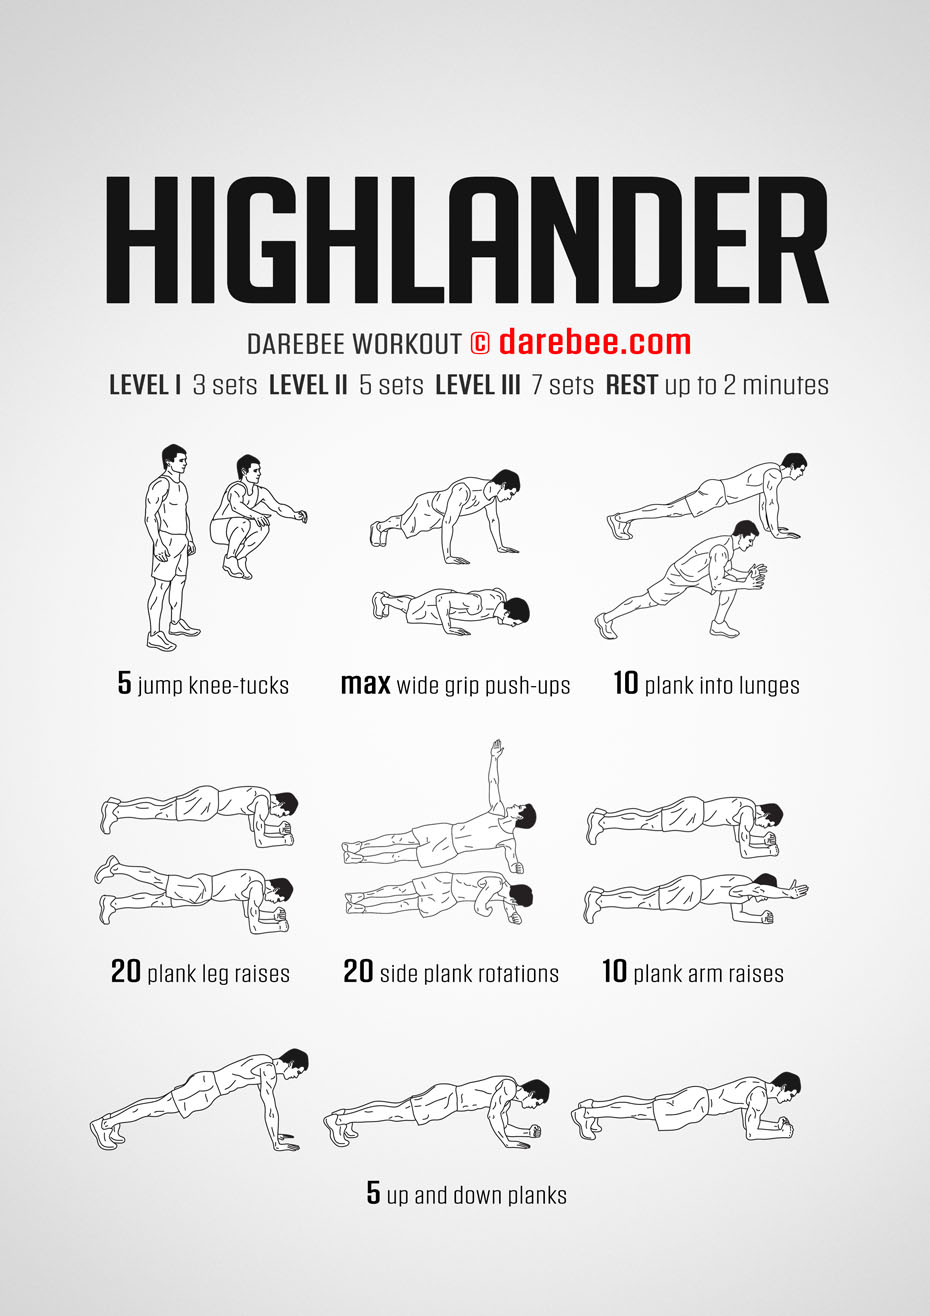 HIGHLANDER
DAREBEE WORKOUT © darebee.com
LEVEL I 3 sets LEVEL II 5 sets LEVEL III 7 sets REST up to 2 minutes
5 jump knee-tucks
max wide grip push-ups
10 plank into lunges
20 plank leg raises
20 side plank rotations
10 plank arm raises
5 up and down planks